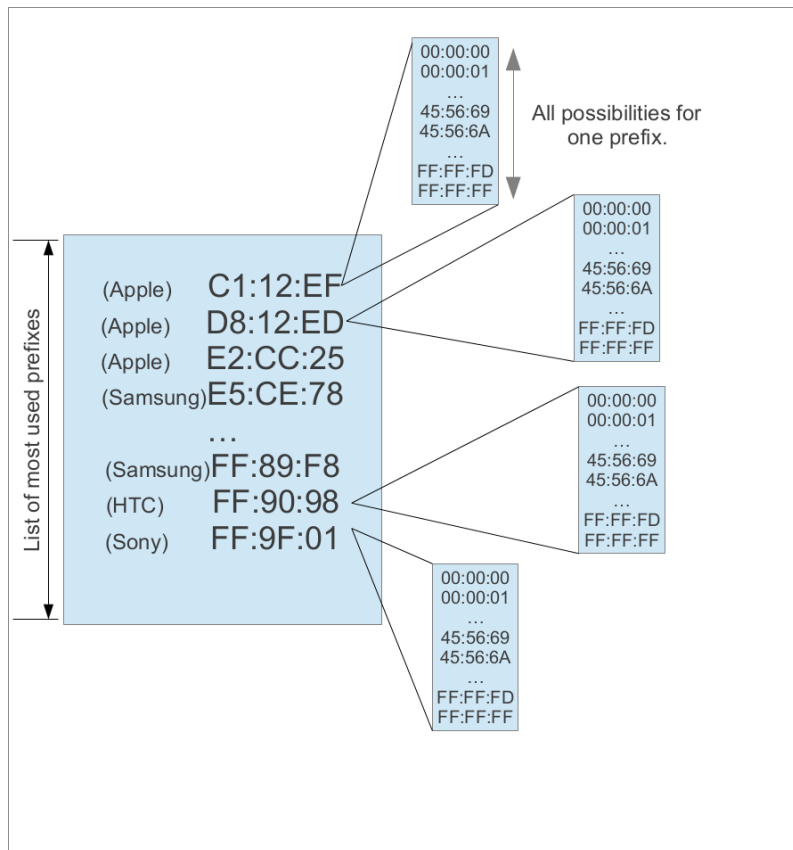 00:00:00
00:00:01
...
45:56:69
45:56:6A
...
FF:FF:FD
FF:FF:FF
All possibilities for
one prefix.
00:00:00
00:00:01
...
45:56:69
45:56:6A
...
FF:FF:FD
FF:FF:FF
List of most used prefixes
(Apple) C1:12:EF
(Apple) D8:12:ED
(Apple) E2:CC:25
(Samsung) E5:CE:78
...
(Samsung) FF:89:F8
(HTC) FF:90:98
(Sony) FF:9F:01
00:00:00
00:00:01
...
45:56:69
45:56:6A
...
FF:FF:FD
FF:FF:FF
00:00:00
00:00:01
...
45:56:69
45:56:6A
...
FF:FF:FD
FF:FF:FF